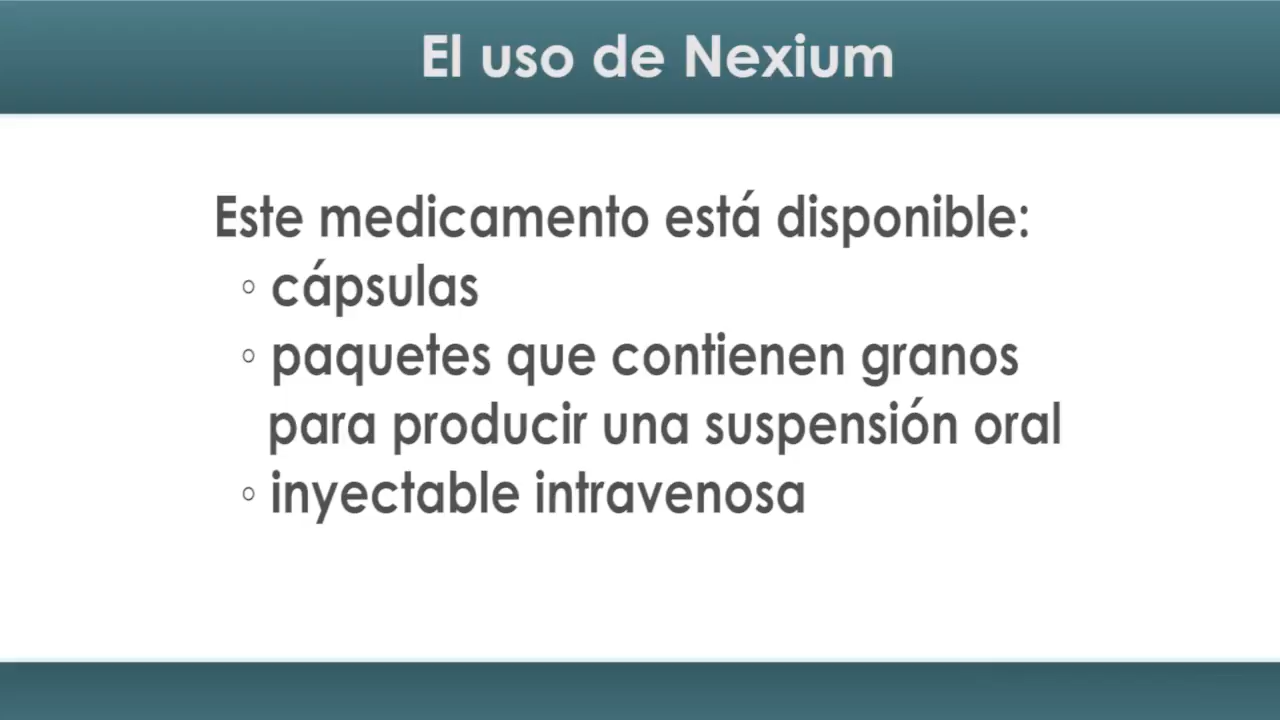 El uso de Nexium
Este medicamento está disponible:
◦ cápsulas
◦ paquetes que contienen granos
para producir una suspensión oral
◦ inyectable intravenosa